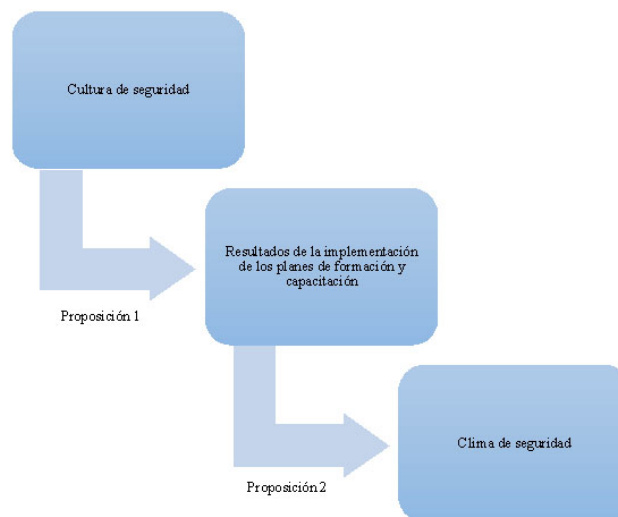 Cultura de seguridad
Resultados de la implementación
de los planes de formación y
capacitación
Proposición 1
Clima de seguridad
Proposición 2